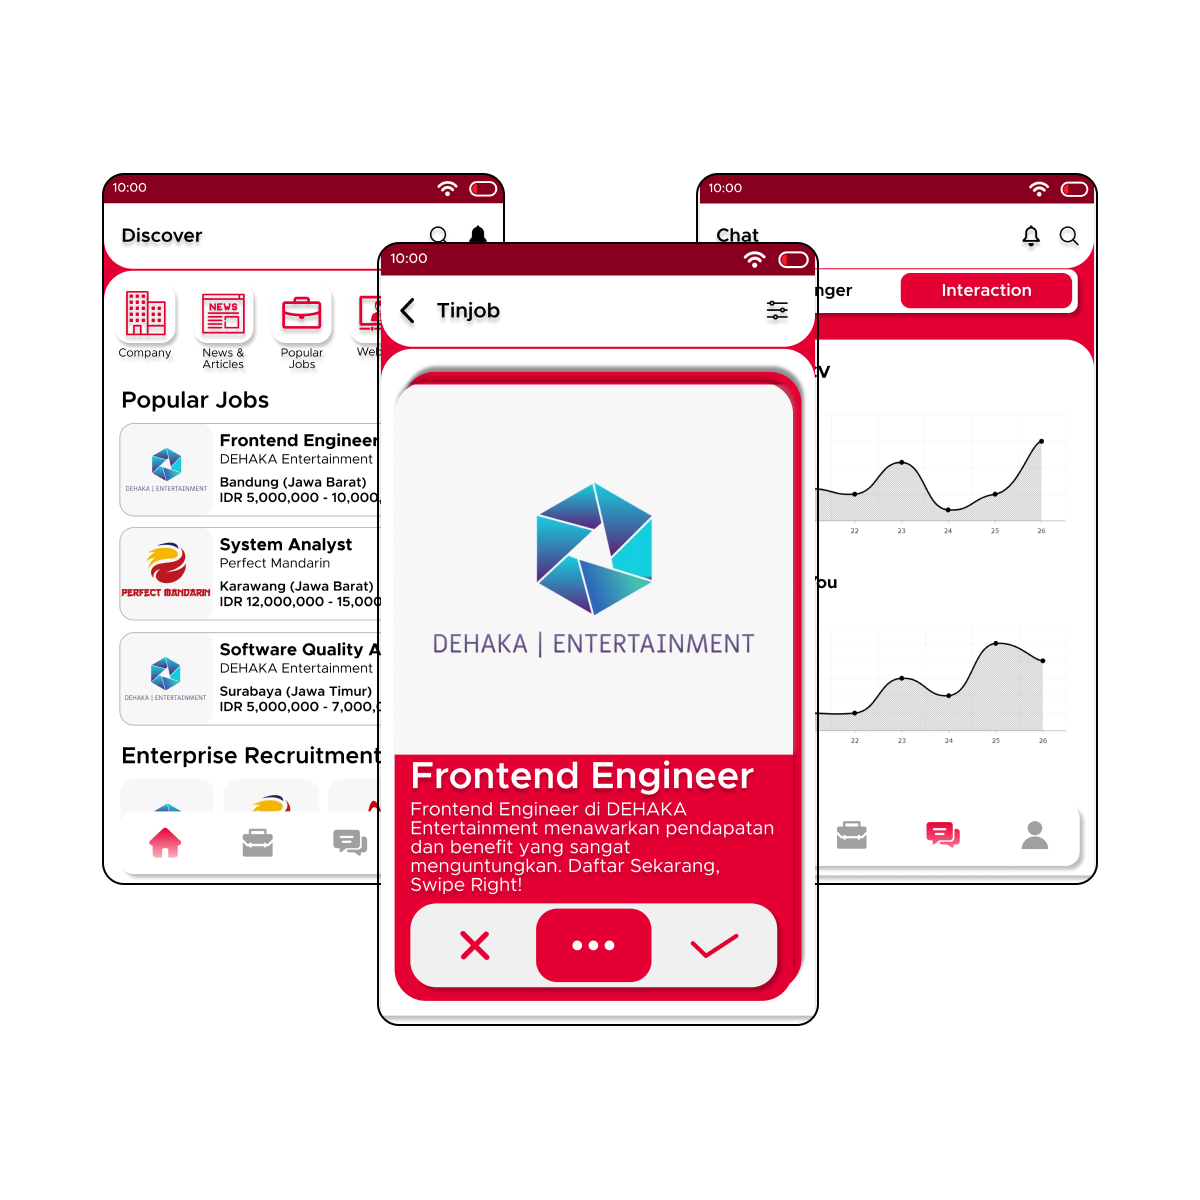 10:00
Discover
Company
News &
Articles
Popular
Jobs
Web
Popular Jobs
DEHAKA | ENTERTAINMENT
Frontend Engineer
DEHAKA Entertainment
Bandung (Jawa Barat)
IDR 5,000,000 - 10,000,
PERFECT MANDARIN
System Analyst
Perfect Mandarin
Karawang (Jawa Barat)
IDR 12,000,000 - 15,000
DEHAKA | ENTERTAINMENT
Software Quality A
DEHAKA Entertainment
Surabaya (Jawa Timur)
IDR 5,000,000 - 7,000,
Enterprise Recruitment
10:00
Tinjob
DEHAKA | ENTERTAINMENT
Frontend Engineer
Frontend Engineer di DEHAKA
Entertainment menawarkan pendapatan
dan benefit yang sangat
menguntungkan. Daftar Sekarang,
Swipe Right!
10:00
Chat
nger
Interaction
22 23 24 25 26
You
22 23 24 25 26